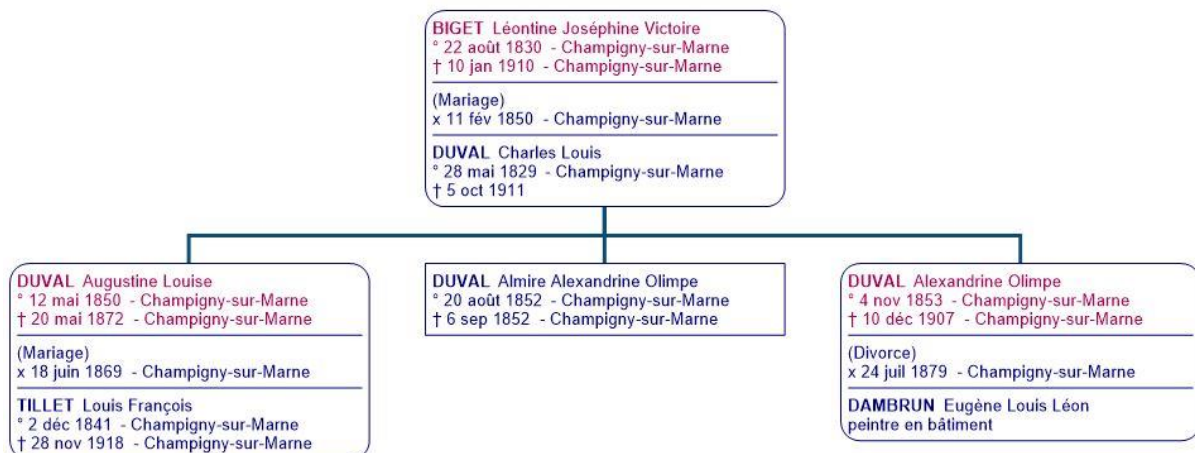 BIGET Léontine Joséphine Victoire
° 22 août 1830 - Champigny-sur-Marne
† 10 jan 1910 - Champigny-sur-Marne
(Mariage)
x 11 fév 1850 - Champigny-sur-Marne
DUVAL Charles Louis
° 28 mai 1829 - Champigny-sur-Marne
† 5 oct 1911
DUVAL Augustine Louise
° 12 mai 1850 - Champigny-sur-Marne
† 20 mai 1872 - Champigny-sur-Marne
(Mariage)
x 18 juin 1869 - Champigny-sur-Marne
TILLET Louis François
° 2 déc 1841 - Champigny-sur-Marne
† 28 nov 1918 - Champigny-sur-Marne
DUVAL Almire Alexandrine Olimpe
° 20 août 1852 - Champigny-sur-Marne
† 6 sep 1852 - Champigny-sur-Marne
DUVAL Alexandrine Olimpe
° 4 nov 1853 - Champigny-sur-Marne
† 10 déc 1907 - Champigny-sur-Marne
(Divorce)
x 24 juil 1879 - Champigny-sur-Marne
DAMBRUN Eugène Louis Léon
peintre en bâtiment